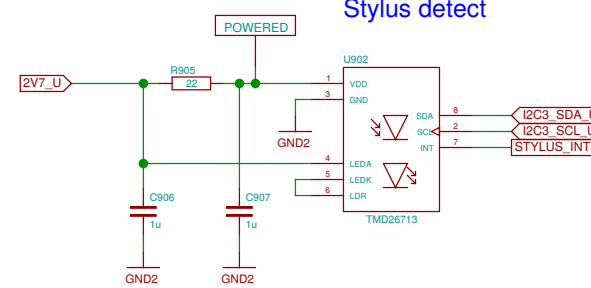 Stylus detect
POWERED
U902
R905
2V7_U
22
1 VDD
3 GND
SDA 8
I2C3_SDA_U
SCL 2
I2C3_SCL_U
INT 7
STYLUS_INT
GND2
4 LEDA
5 LEDK
6 LDR
C906
1u
C907
1u
TMD26713
GND2
GND2